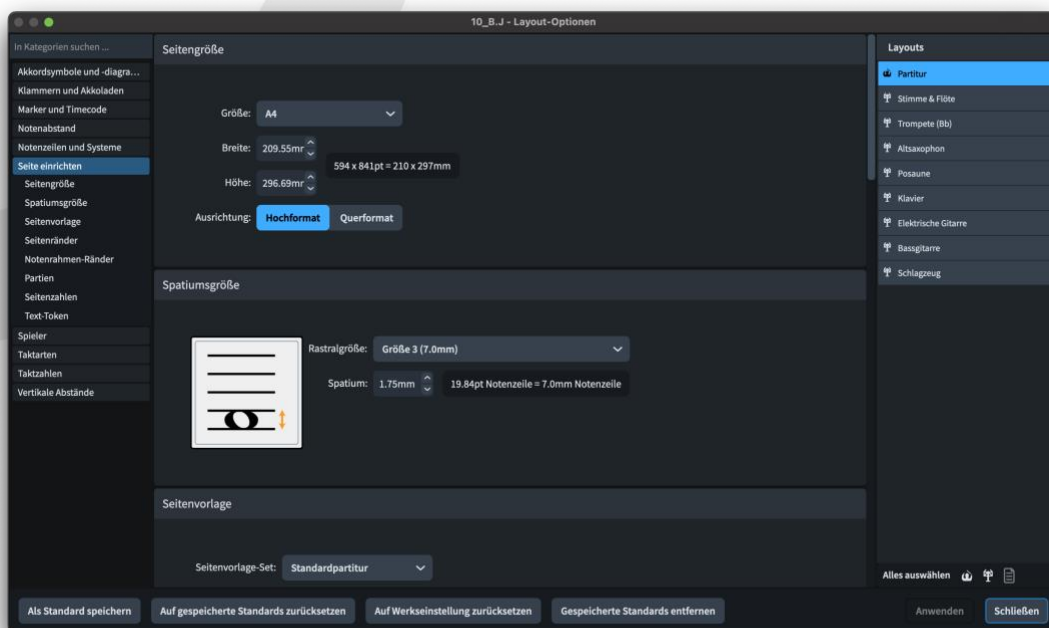 10_B.J - Layout-Optionen
In Kategorien suchen ...
Akkordsymbole und -diagra...
Klammern und Akkoladen
Marker und Timecode
Notenabstand
Notenzeilen und Systeme
Seite einrichten
Seitengröße
Spatiumsgröße
Seitenvorlage
Seitenränder
Notenrahmen-Ränder
Partien
Seitenzahlen
Text-Token
Spieler
Taktarten
Taktzahlen
Vertikale Abstände
Seitengröße
Größe: A4
Breite: 209.55mr
594 x 841pt = 210 x 297mm
Höhe: 296.69mr
Ausrichtung: Hochformat Querformat
Spatiumsgröße
Rastralgröße: Größe 3 (7.0mm)
Spatium: 1.75mm 19.84pt Notenzeile = 7.0mm Notenzeile
Seitenvorlage
Seitenvorlage-Set: Standardpartitur
Layouts
Partitur
Stimme & Flöte
Trompete (Bb)
Altsaxophon
Posaune
Klavier
Elektrische Gitarre
Bassgitarre
Schlagzeug
Alles auswählen
Als Standard speichern Auf gespeicherte Standards zurücksetzen Auf Werkseinstellung zurücksetzen Gespeicherte Standards entfernen Anwenden Schließen